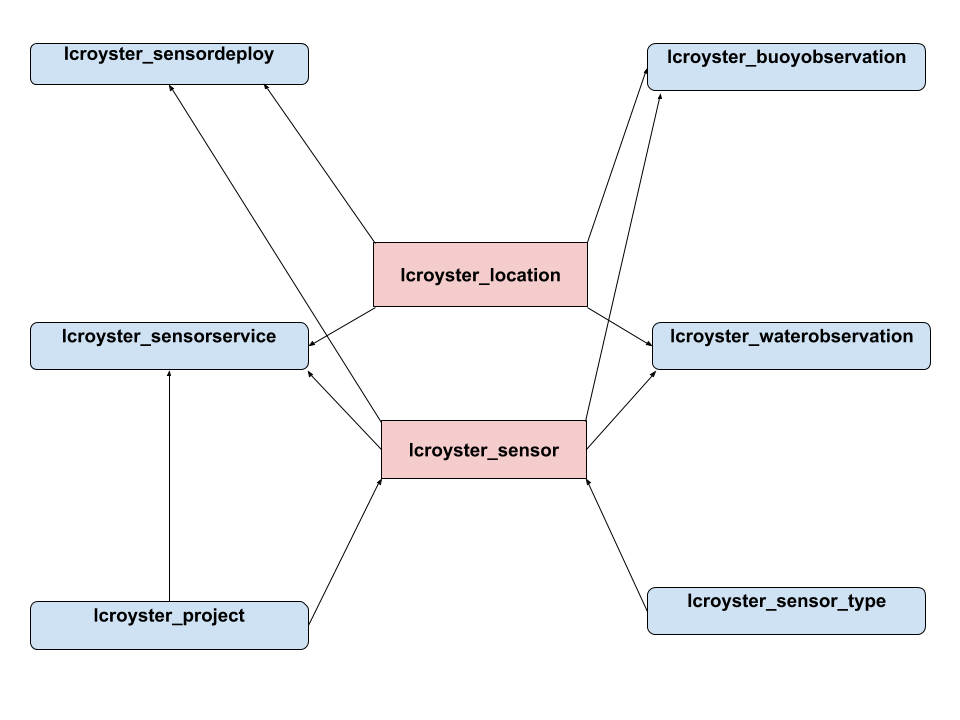 lcroyster_sensordeploy
lcroyster_buoyobservation
lcroyster_location
lcroyster_sensorservice
lcroyster_waterobservation
lcroyster_sensor
lcroyster_project
lcroyster_sensor_type